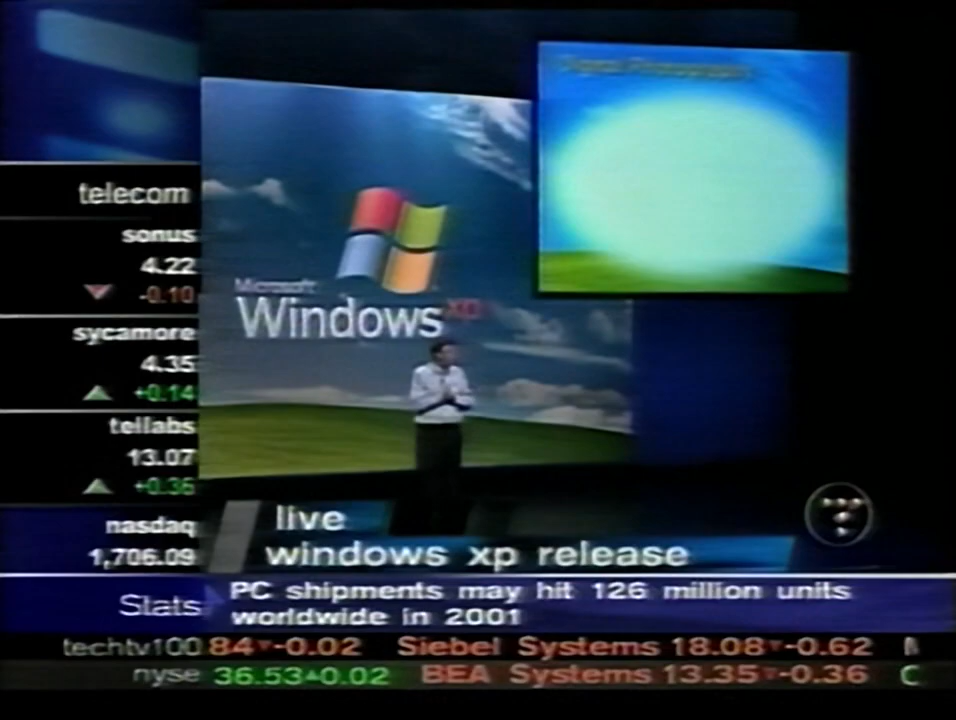 telecom
sonus
4.22
-0.10
sycamore
4.35
+0.14
tellabs
13.07
+0.36
nasdaq
1,706.09
Microsoft
Windows xp
live
windows xp release
Stats
PC shipments may hit 126 million units
worldwide in 2001
techtv100 84 -0.02 Siebel Systems 18.08 -0.62
nyse 36.53 0.02 BEA Systems 13.35 -0.36 C